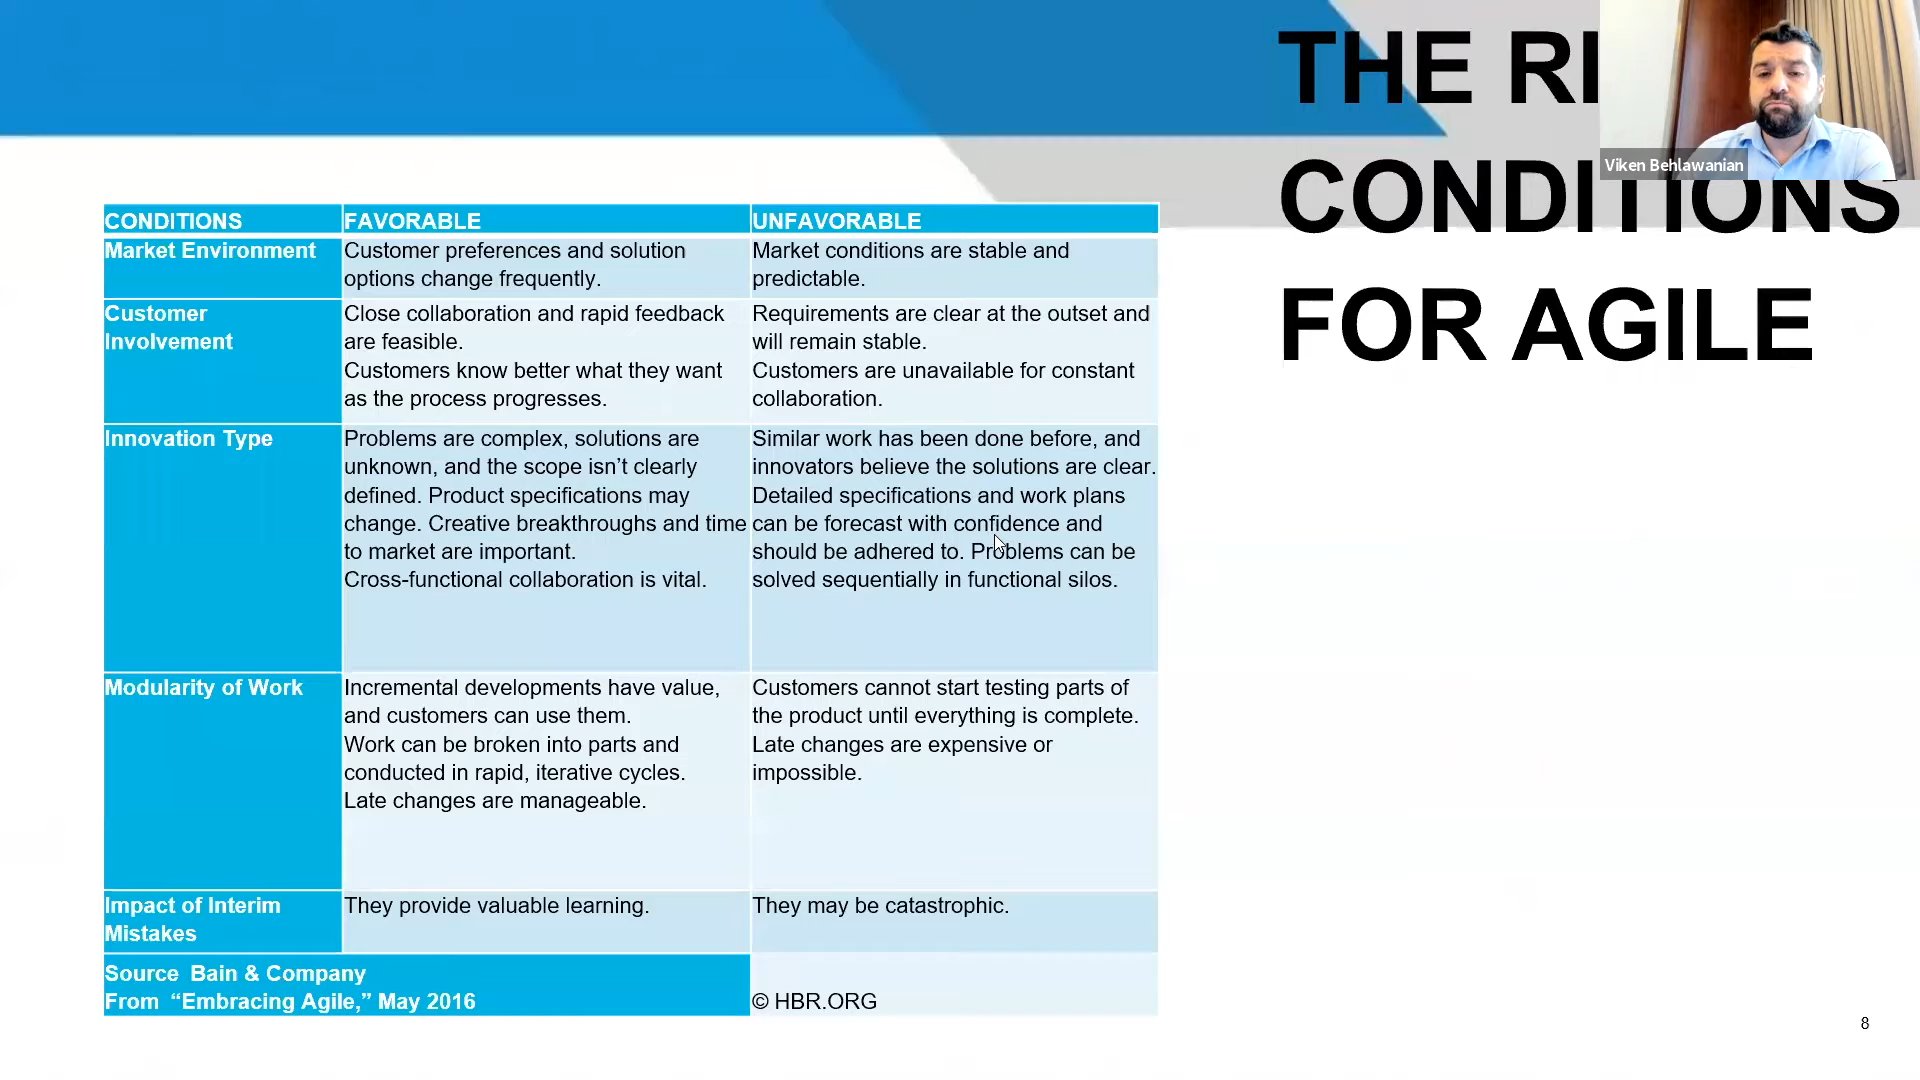 THE
CONDITIONS
FOR AGILE
Viken Behlawanian
CONDITIONS FAVORABLE UNFAVORABLE
Market Environment
Customer preferences and solution
options change frequently.
Market conditions are stable and
predictable.
Customer
Involvement
Close collaboration and rapid feedback
are feasible.
Customers know better what they want
as the process progresses.
Requirements are clear at the outset and
will remain stable.
Customers are unavailable for constant
collaboration.
Innovation Type
Problems are complex, solutions are
unknown, and the scope isn’t clearly
defined. Product specifications may
change. Creative breakthroughs and time
to market are important.
Cross-functional collaboration is vital.
Similar work has been done before, and
innovators believe the solutions are clear.
Detailed specifications and work plans
can be forecast with confidence and
should be adhered to. Problems can be
solved sequentially in functional silos.
Modularity of Work
Incremental developments have value,
and customers can use them.
Work can be broken into parts and
conducted in rapid, iterative cycles.
Late changes are manageable.
Customers cannot start testing parts of
the product until everything is complete.
Late changes are expensive or
impossible.
Impact of Interim
Mistakes
They provide valuable learning.
They may be catastrophic.
Source Bain & Company
From “Embracing Agile,” May 2016
© HBR.ORG
8